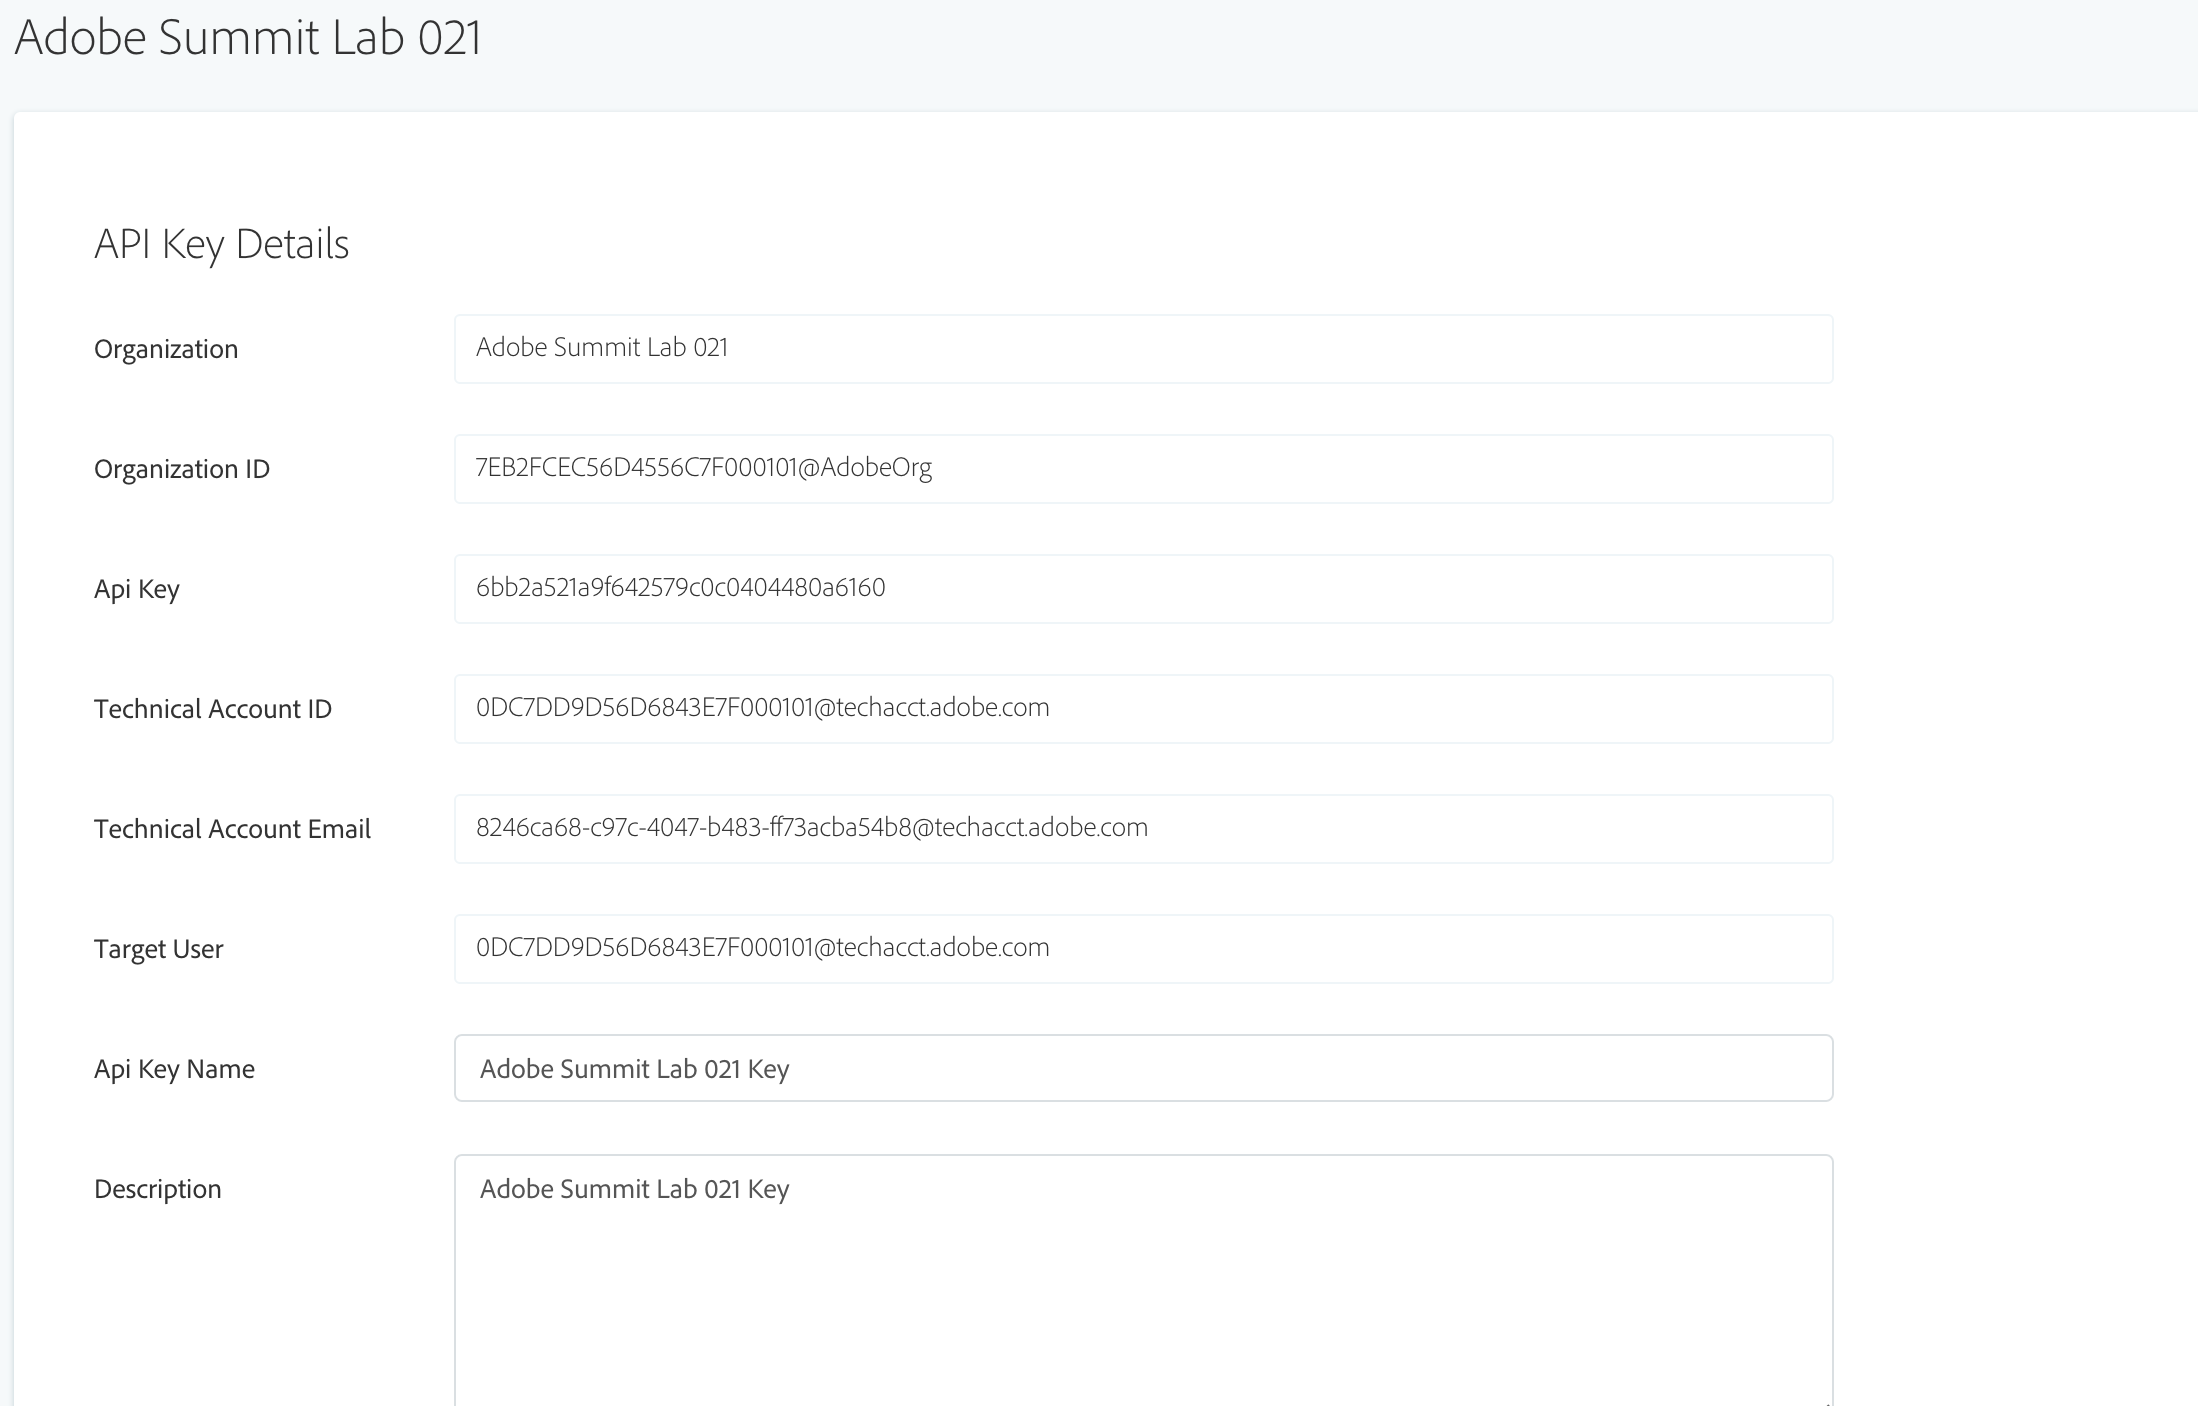 Adobe Summit Lab 021
API Key Details
Organization
Adobe Summit Lab 021
Organization ID
7EB2FCEC56D4556C7F000101@AdobeOrg
Api Key
6bb2a521a9f642579c0c0404480a6160
Technical Account ID
0DC7DD9D56D6843E7F000101@techacct.adobe.com
Technical Account Email
8246ca68-c97c-4047-b483-ff73acba54b8@techacct.adobe.com
Target User
0DC7DD9D56D6843E7F000101@techacct.adobe.com
Api Key Name
Adobe Summit Lab 021 Key
Description
Adobe Summit Lab 021 Key